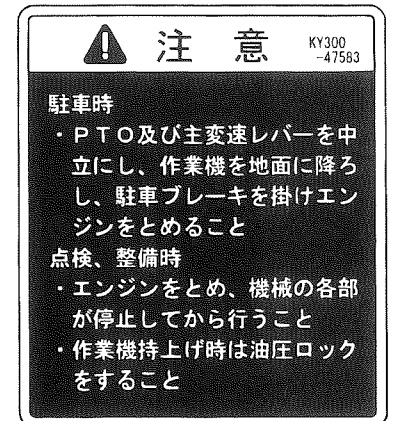 注 意 KY300
-47583
駐車時
・ＰＴＯ及び主変速レバーを中
立にし、作業機を地面に降ろ
し、駐車ブレーキを掛けエン
ジンをとめること
点検、整備時
・エンジンをとめ、機械の各部
が停止してから行うこと
・作業機持上げ時は油圧ロック
をすること